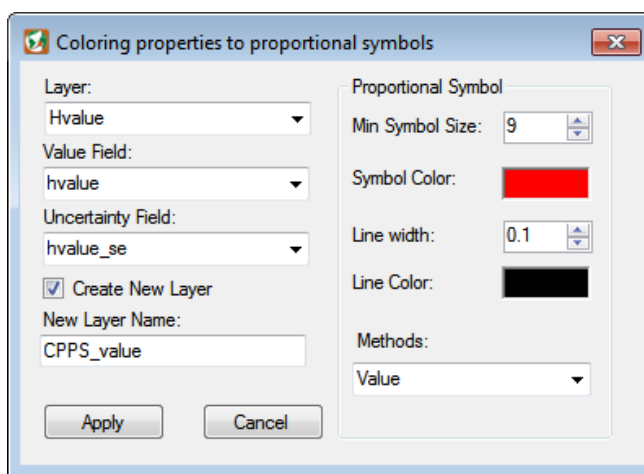 Coloring properties to proportional symbols
Layer:
Hvalue
Value Field:
hvalue
Uncertainty Field:
hvalue_se
Create New Layer
New Layer Name:
CPPS_value
Apply
Cancel
Proportional Symbol
Min Symbol Size: 9
Symbol Color:
Line width: 0.1
Line Color:
Methods:
Value